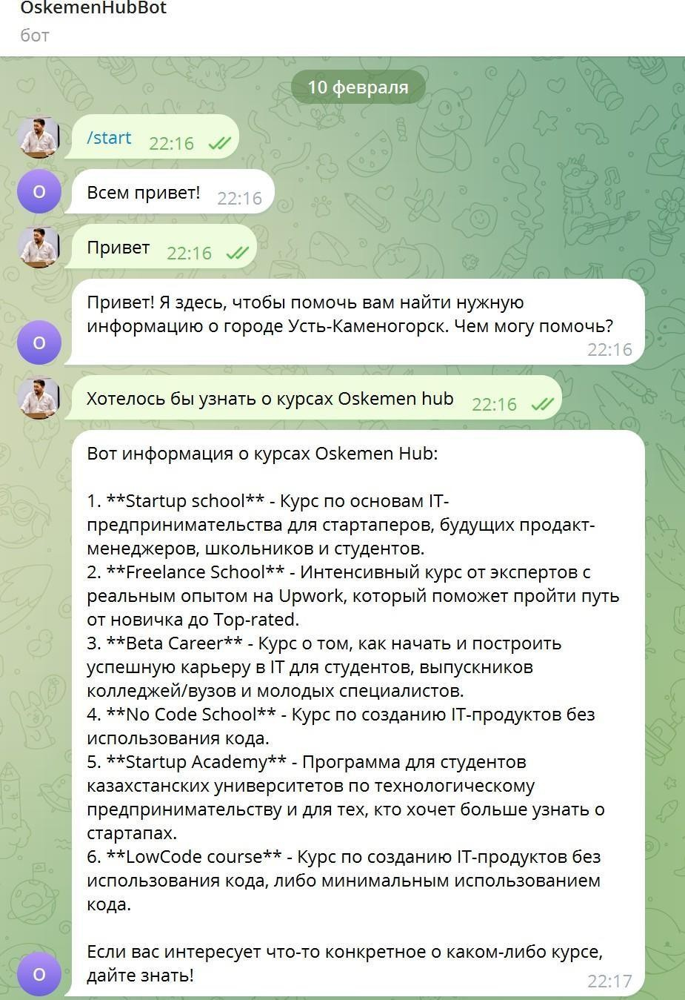 OskemenHubBot
бот
10 февраля
/start 22:16
Всем привет! 22:16
Привет 22:16
Привет! Я здесь, чтобы помочь вам найти нужную
информацию о городе Усть-Каменогорск. Чем могу помочь?
22:16
Хотелось бы узнать о курсах Oskemen hub 22:16
Вот информация о курсах Oskemen Hub:
1. **Startup school** - Курс по основам IT-
предпринимательства для стартаперов, будущих продакт-
менеджеров, школьников и студентов.
2. **Freelance School** - Интенсивный курс от экспертов с
реальным опытом на Upwork, который поможет пройти путь
от новичка до Top-rated.
3. **Beta Career** - Курс о том, как начать и построить
успешную карьеру в IT для студентов, выпускников
колледжей/вузов и молодых специалистов.
4. **No Code School** - Курс по созданию IT-продуктов без
использования кода.
5. **Startup Academy** - Программа для студентов
казахстанских университетов по технологическому
предпринимательству и для тех, кто хочет больше узнать о
стартапах.
6. **LowCode course** - Курс по созданию IT-продуктов без
использования кода, либо минимальным использованием
кода.
Если вас интересует что-то конкретное о каком-либо курсе,
дайте знать!
22:17
O
O
O